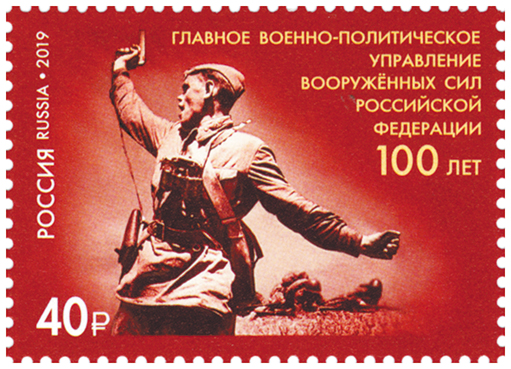 ГЛАВНОЕ ВОЕННО-ПОЛИТИЧЕСКОЕ
УПРАВЛЕНИЕ
ВООРУЖЁННЫХ СИЛ
РОССИЙСКОЙ
ФЕДЕРАЦИИ
100 ЛЕТ
РОССИЯ RUSSIA • 2019
40₽